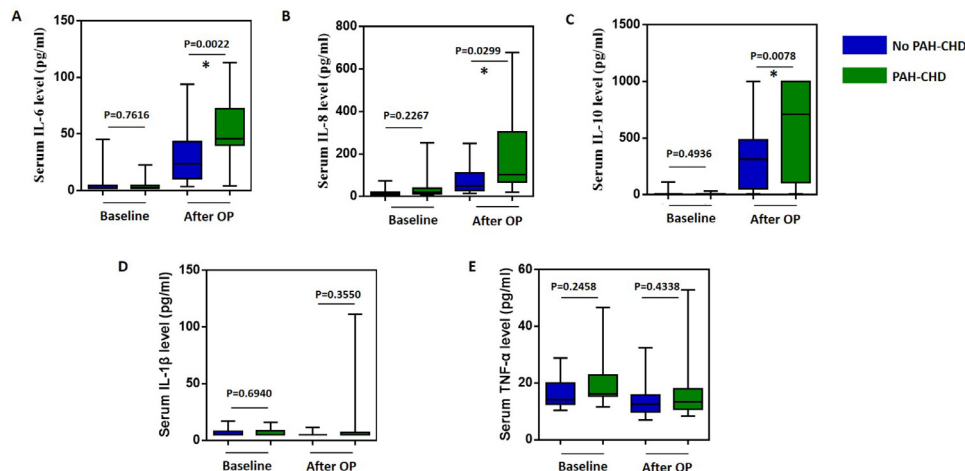 A
Serum IL-6 level (pg/ml)
150
100
50
0
P=0.7616
P=0.0022
*
Baseline
After OP
B
Serum IL-8 level (pg/ml)
800
600
400
200
0
P=0.2267
P=0.0299
*
Baseline
After OP
C
Serum IL-10 level (pg/ml)
1500
1000
500
0
P=0.4936
P=0.0078
*
Baseline
After OP
No PAH-CHD
PAH-CHD
D
Serum IL-1β level (pg/ml)
150
100
50
0
P=0.6940
P=0.3550
Baseline
After OP
E
Serum TNF-α level (pg/ml)
60
40
20
0
P=0.2458
P=0.4338
Baseline
After OP